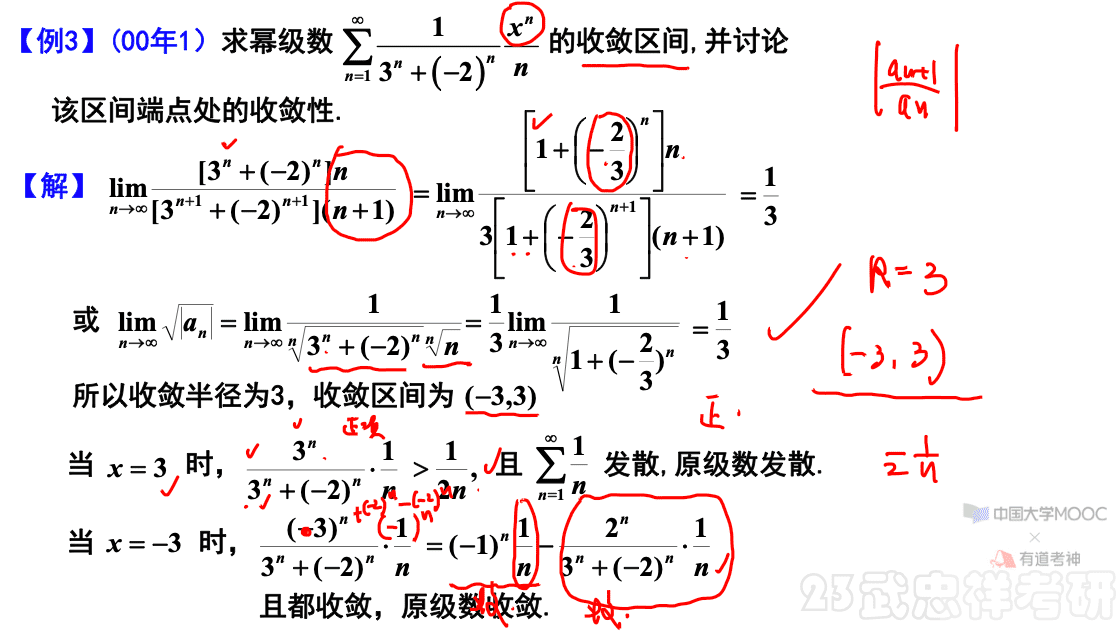 【例3】(00年1）求幂级数 $\sum_{n=1}^{\infty} \frac{1}{3^n+(-2)^n} \frac{x^n}{n}$ 的收敛区间,并讨论
$\left|\frac{a_{n+1}}{a_n}\right|$
该区间端点处的收敛性.
【解】 $\lim_{n\to\infty} \frac{[3^n+(-2)^n]n}{[3^{n+1}+(-2)^{n+1}](n+1)} = \lim_{n\to\infty} \frac{\left[1+\left(-\frac{2}{3}\right)^n\right]n}{3\left[1+\left(-\frac{2}{3}\right)^{n+1}\right](n+1)} = \frac{1}{3}$
R = 3
或 $\lim_{n\to\infty} \sqrt{|a_n|} = \lim_{n\to\infty} \frac{1}{\sqrt[n]{3^n+(-2)^n}\sqrt[n]{n}} = \frac{1}{3}\lim_{n\to\infty} \frac{1}{\sqrt[n]{1+(-\frac{2}{3})^n}} = \frac{1}{3}$
(-3, 3)
所以收敛半径为3，收敛区间为 (−3,3)
正项
正
当 x = 3 时， $\frac{3^n}{3^n+(-2)^n} \cdot \frac{1}{n} > \frac{1}{2n}$, 且 $\sum_{n=1}^{\infty} \frac{1}{n}$ 发散,原级数发散.
$\Sigma \frac{1}{n}$
+(-2)^n -(-2)^n
(-1)^n
当 x = −3 时， $\frac{(-3)^n}{3^n+(-2)^n} \cdot \frac{1}{n} = (-1)^n \frac{1}{n} - \frac{2^n}{3^n+(-2)^n} \cdot \frac{1}{n}$
且都收敛，原级数收敛.
中国大学MOOC
×
有道考神
23武忠祥考研